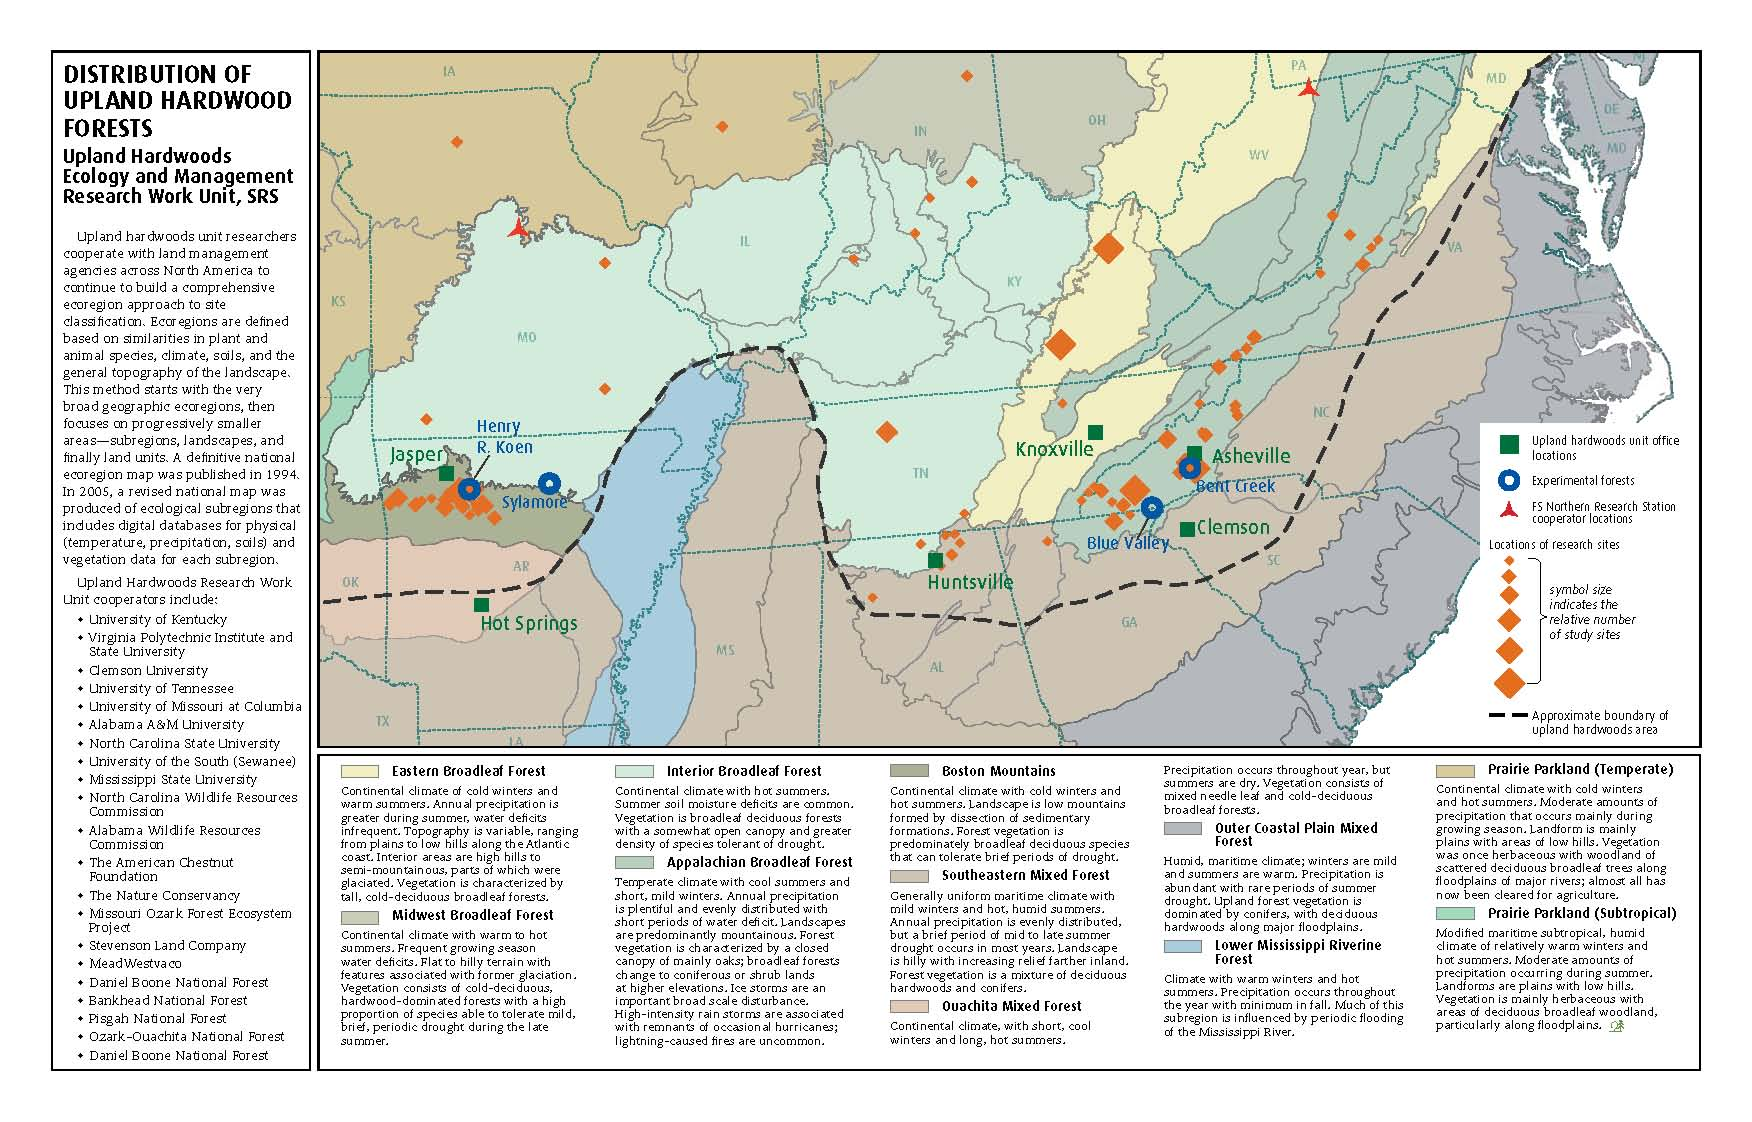 DISTRIBUTION OF
UPLAND HARDWOOD
FORESTS
Upland Hardwoods
Ecology and Management
Research Work Unit, SRS
Upland hardwoods unit researchers
cooperate with land management
agencies across North America to
continue to build a comprehensive
ecoregion approach to site
classification. Ecoregions are defined
based on similarities in plant and
animal species, climate, soils, and the
general topography of the landscape.
This method starts with the very
broad geographic ecoregions, then
focuses on progressively smaller
areas—subregions, landscapes, and
finally land units. A definitive national
ecoregion map was published in 1994.
In 2005, a revised national map was
produced of ecological subregions that
includes digital databases for physical
(temperature, precipitation, soils) and
vegetation data for each subregion.
Upland Hardwoods Research Work
Unit cooperators include:
• University of Kentucky
• Virginia Polytechnic Institute and
State University
• Clemson University
• University of Tennessee
• University of Missouri at Columbia
• Alabama A&M University
• North Carolina State University
• University of the South (Sewanee)
• Mississippi State University
• North Carolina Wildlife Resources
Commission
• Alabama Wildlife Resources
Commission
• The American Chestnut
Foundation
• The Nature Conservancy
• Missouri Ozark Forest Ecosystem
Project
• Stevenson Land Company
• MeadWestvaco
• Daniel Boone National Forest
• Bankhead National Forest
• Pisgah National Forest
• Ozark-Ouachita National Forest
• Daniel Boone National Forest
IA
PA
MD
DE
MD
OH
IN
WV
IL
VA
KS
KY
MO
NC
Henry
R. Koen
Jasper
Sylamore
Knoxville
Asheville
TN
Bent Creek
Clemson
Blue Valley
SC
AR
OK
Huntsville
Hot Springs
GA
MS
AL
TX
LA
Upland hardwoods unit office
locations
Experimental forests
FS Northern Research Station
cooperator locations
Locations of research sites
symbol size
indicates the
relative number
of study sites
Approximate boundary of
upland hardwoods area
Eastern Broadleaf Forest
Continental climate of cold winters and
warm summers. Annual precipitation is
greater during summer, water deficits
infrequent. Topography is variable, ranging
from plains to low hills along the Atlantic
coast. Interior areas are high hills to
semi-mountainous, parts of which were
glaciated. Vegetation is characterized by
tall, cold-deciduous broadleaf forests.
Midwest Broadleaf Forest
Continental climate with warm to hot
summers. Frequent growing season
water deficits. Flat to hilly terrain with
features associated with former glaciation.
Vegetation consists of cold-deciduous,
hardwood-dominated forests with a high
proportion of species able to tolerate mild,
brief, periodic drought during the late
summer.
Interior Broadleaf Forest
Continental climate with hot summers.
Summer soil moisture deficits are common.
Vegetation is broadleaf deciduous forests
with a somewhat open canopy and greater
density of species tolerant of drought.
Appalachian Broadleaf Forest
Temperate climate with cool summers and
short, mild winters. Annual precipitation
is plentiful and evenly distributed with
short periods of water deficit. Landscapes
are predominantly mountainous. Forest
vegetation is characterized by a closed
canopy of mainly oaks; broadleaf forests
change to coniferous or shrub lands
at higher elevations. Ice storms are an
important broad scale disturbance.
High-intensity rain storms are associated
with remnants of occasional hurricanes;
lightning-caused fires are uncommon.
Boston Mountains
Continental climate with cold winters and
hot summers. Landscape is low mountains
formed by dissection of sedimentary
formations. Forest vegetation is
predominately broadleaf deciduous species
that can tolerate brief periods of drought.
Southeastern Mixed Forest
Generally uniform maritime climate with
mild winters and hot, humid summers.
Annual precipitation is evenly distributed,
but a brief period of mid to late summer
drought occurs in most years. Landscape
is hilly with increasing relief farther inland.
Forest vegetation is a mixture of deciduous
hardwoods and conifers.
Ouachita Mixed Forest
Continental climate, with short, cool
winters and long, hot summers.
Precipitation occurs throughout year, but
summers are dry. Vegetation consists of
mixed needle leaf and cold-deciduous
broadleaf forests.
Outer Coastal Plain Mixed
Forest
Humid, maritime climate; winters are mild
and summers are warm. Precipitation is
abundant with rare periods of summer
drought. Upland forest vegetation is
dominated by conifers, with deciduous
hardwoods along major floodplains.
Lower Mississippi Riverine
Forest
Climate with warm winters and hot
summers. Precipitation occurs throughout
the year with minimum in fall. Much of this
subregion is influenced by periodic flooding
of the Mississippi River.
Prairie Parkland (Temperate)
Continental climate with cold winters
and hot summers. Moderate amounts of
precipitation that occurs mainly during
growing season. Landform is mainly
plains with areas of low hills. Vegetation
was once herbaceous with woodland of
scattered deciduous broadleaf trees along
floodplains of major rivers; almost all has
now been cleared for agriculture.
Prairie Parkland (Subtropical)
Modified maritime subtropical, humid
climate of relatively warm winters and
hot summers. Moderate amounts of
precipitation occurring during summer.
Landforms are plains with low hills.
Vegetation is mainly herbaceous with
areas of deciduous broadleaf woodland,
particularly along floodplains.